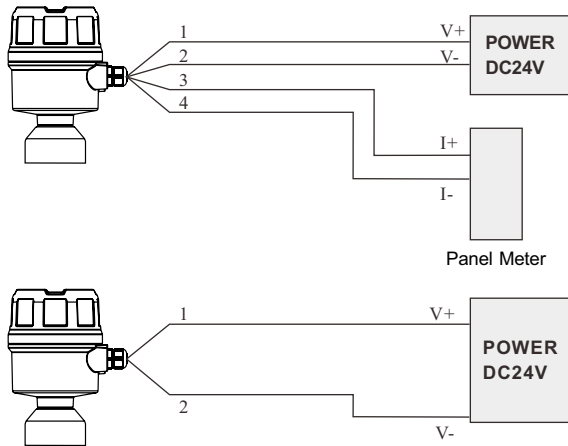 1
V+
2
V-
POWER
DC24V
3
4
I+
I-
Panel Meter
1
V+
POWER
DC24V
2
V-